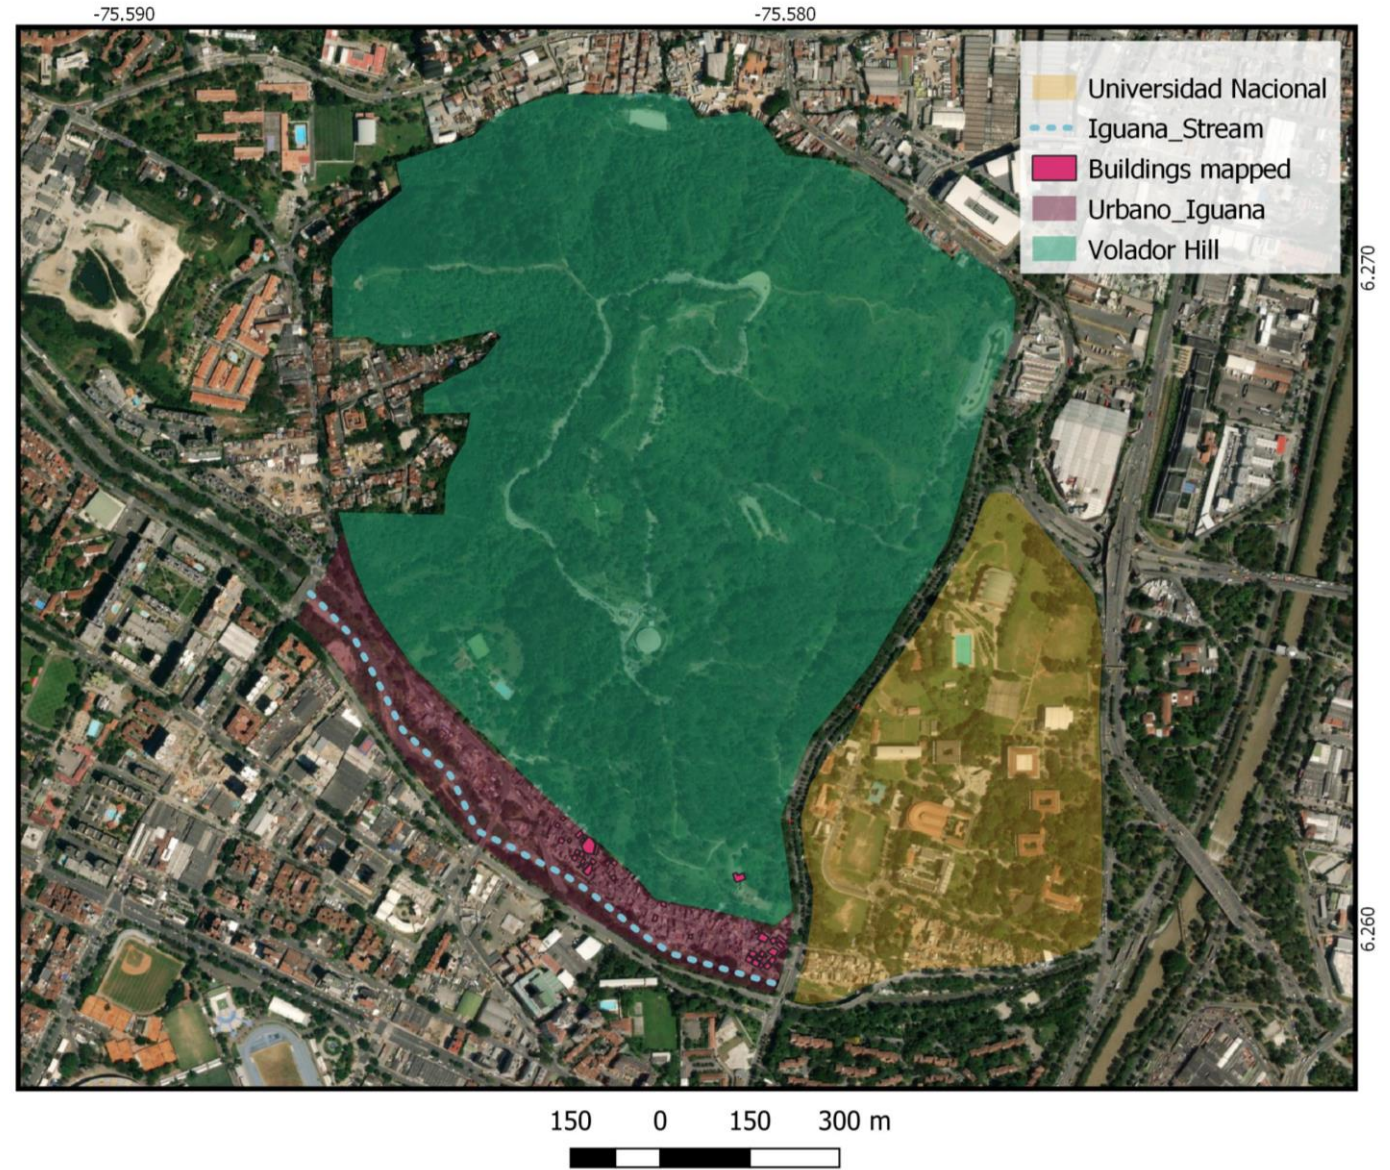 -75.590
-75.580
Universidad Nacional
Iguana_Stream
Buildings mapped
Urbano_Iguana
Volador Hill
6.270
6.260
150 0 150 300 m